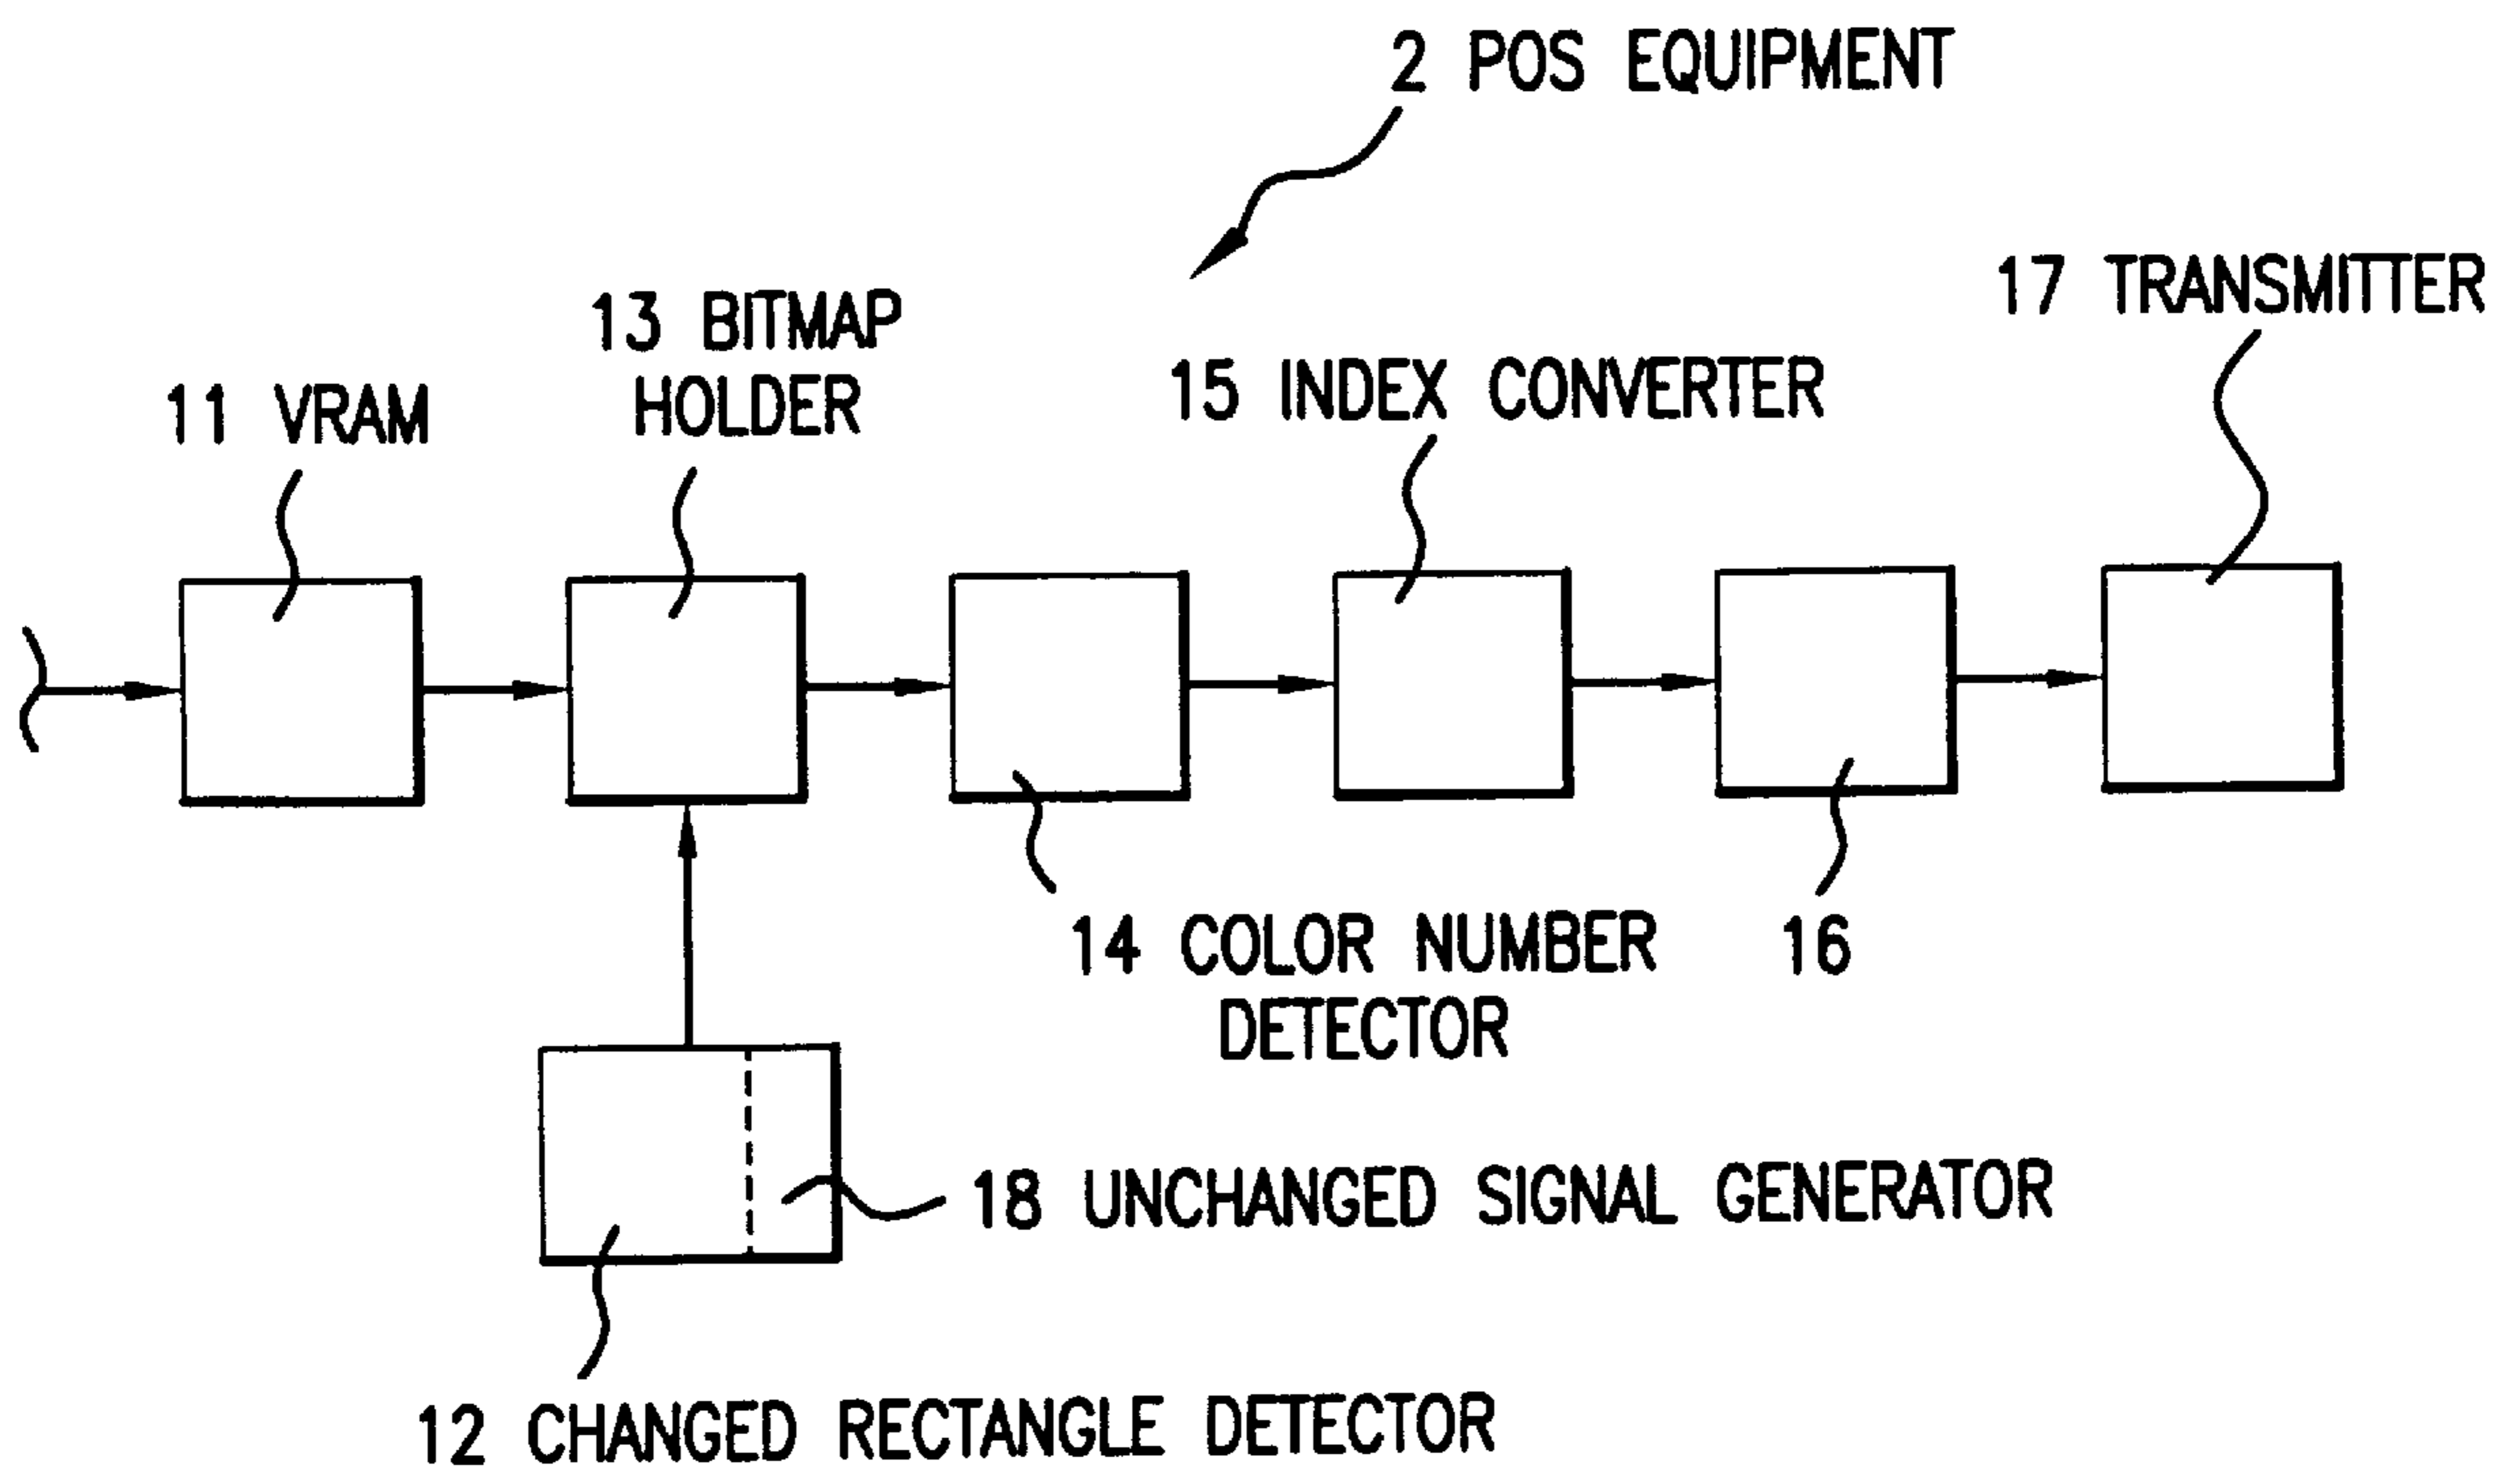 2 POS EQUIPMENT
17 TRANSMITTER
13 BITMAP
HOLDER
15 INDEX CONVERTER
11 VRAM
14 COLOR NUMBER
DETECTOR
16
18 UNCHANGED SIGNAL GENERATOR
12 CHANGED RECTANGLE DETECTOR